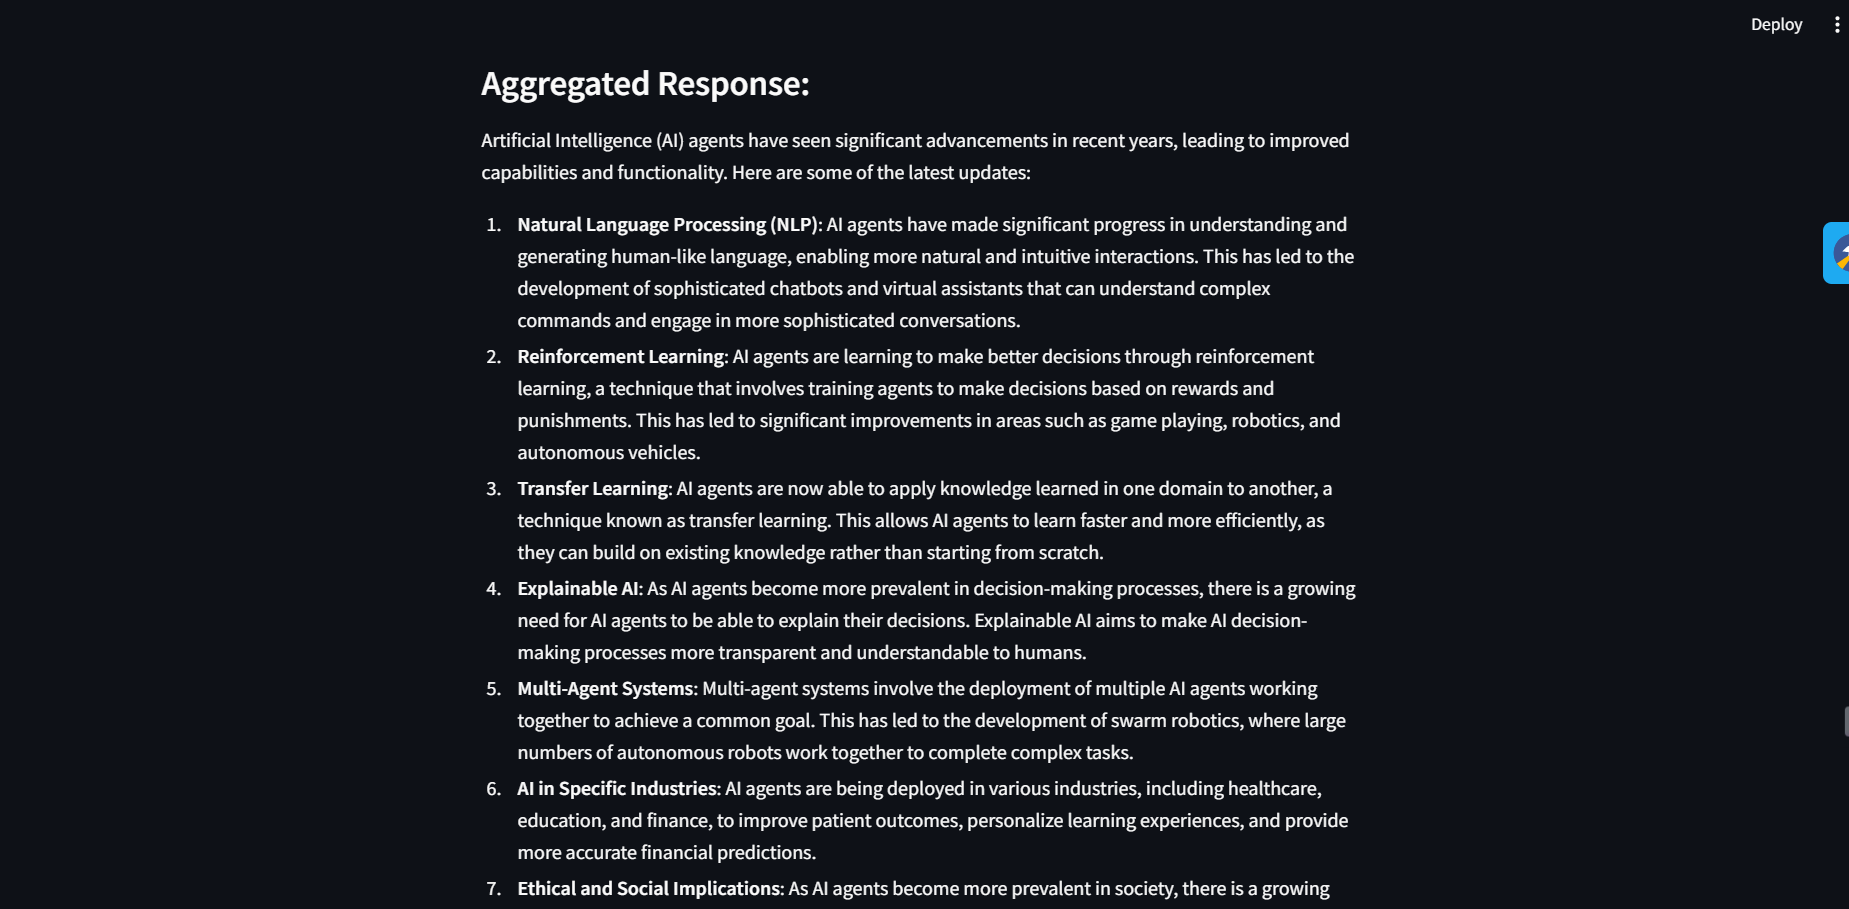 Deploy
Aggregated Response:
Artificial Intelligence (AI) agents have seen significant advancements in recent years, leading to improved
capabilities and functionality. Here are some of the latest updates:
1. Natural Language Processing (NLP): AI agents have made significant progress in understanding and
generating human-like language, enabling more natural and intuitive interactions. This has led to the
development of sophisticated chatbots and virtual assistants that can understand complex
commands and engage in more sophisticated conversations.
2. Reinforcement Learning: AI agents are learning to make better decisions through reinforcement
learning, a technique that involves training agents to make decisions based on rewards and
punishments. This has led to significant improvements in areas such as game playing, robotics, and
autonomous vehicles.
3. Transfer Learning: AI agents are now able to apply knowledge learned in one domain to another, a
technique known as transfer learning. This allows AI agents to learn faster and more efficiently, as
they can build on existing knowledge rather than starting from scratch.
4. Explainable AI: As AI agents become more prevalent in decision-making processes, there is a growing
need for AI agents to be able to explain their decisions. Explainable AI aims to make AI decision-
making processes more transparent and understandable to humans.
5. Multi-Agent Systems: Multi-agent systems involve the deployment of multiple AI agents working
together to achieve a common goal. This has led to the development of swarm robotics, where large
numbers of autonomous robots work together to complete complex tasks.
6. AI in Specific Industries: AI agents are being deployed in various industries, including healthcare,
education, and finance, to improve patient outcomes, personalize learning experiences, and provide
more accurate financial predictions.
7. Ethical and Social Implications: As AI agents become more prevalent in society, there is a growing